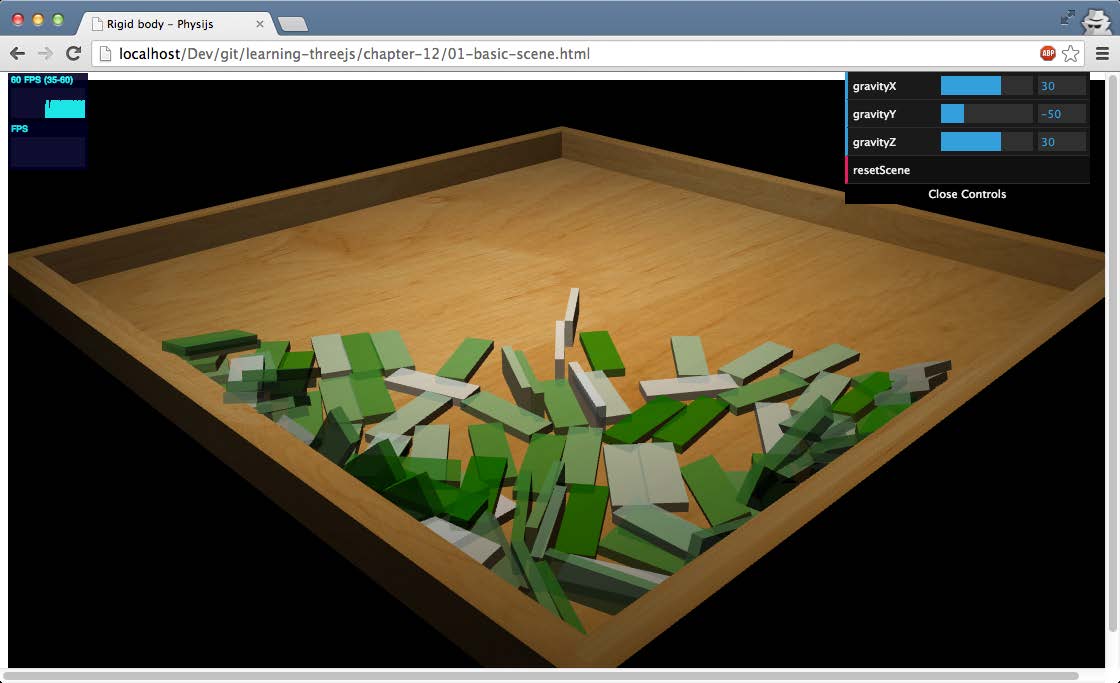 Rigid body - Physijs
localhost/Dev/git/learning-threejs/chapter-12/01-basic-scene.html
ABP
60 FPS (35-60)
FPS
gravityX 30
gravityY -50
gravityZ 30
resetScene
Close Controls